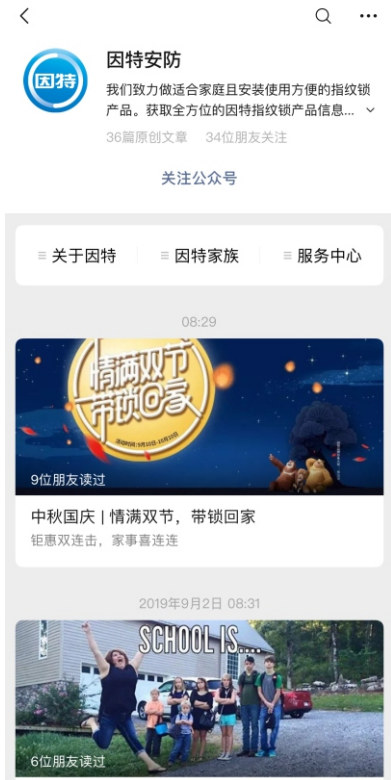 因特安防
因特
我们致力做适合家庭且安装使用方便的指纹锁
产品。获取全方位的因特指纹锁产品信息...
36篇原创文章 34位朋友关注
关注公众号
关于因特 因特家族 服务中心
08:29
情满双节
带锁回家
9位朋友读过
中秋国庆 | 情满双节，带锁回家
钜惠双连击，家事喜连连
2019年9月2日 08:31
SCHOOL IS....
6位朋友读过